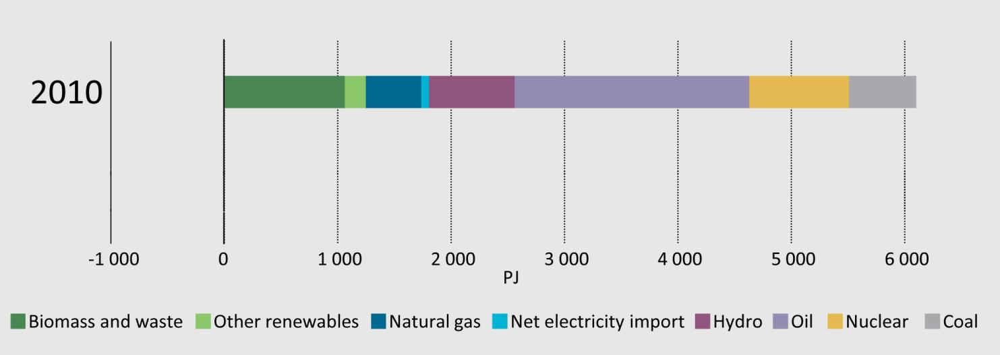 2010
-1 000 0 1 000 2 000 3 000 4 000 5 000 6 000
PJ
Biomass and waste Other renewables Natural gas Net electricity import Hydro Oil Nuclear Coal